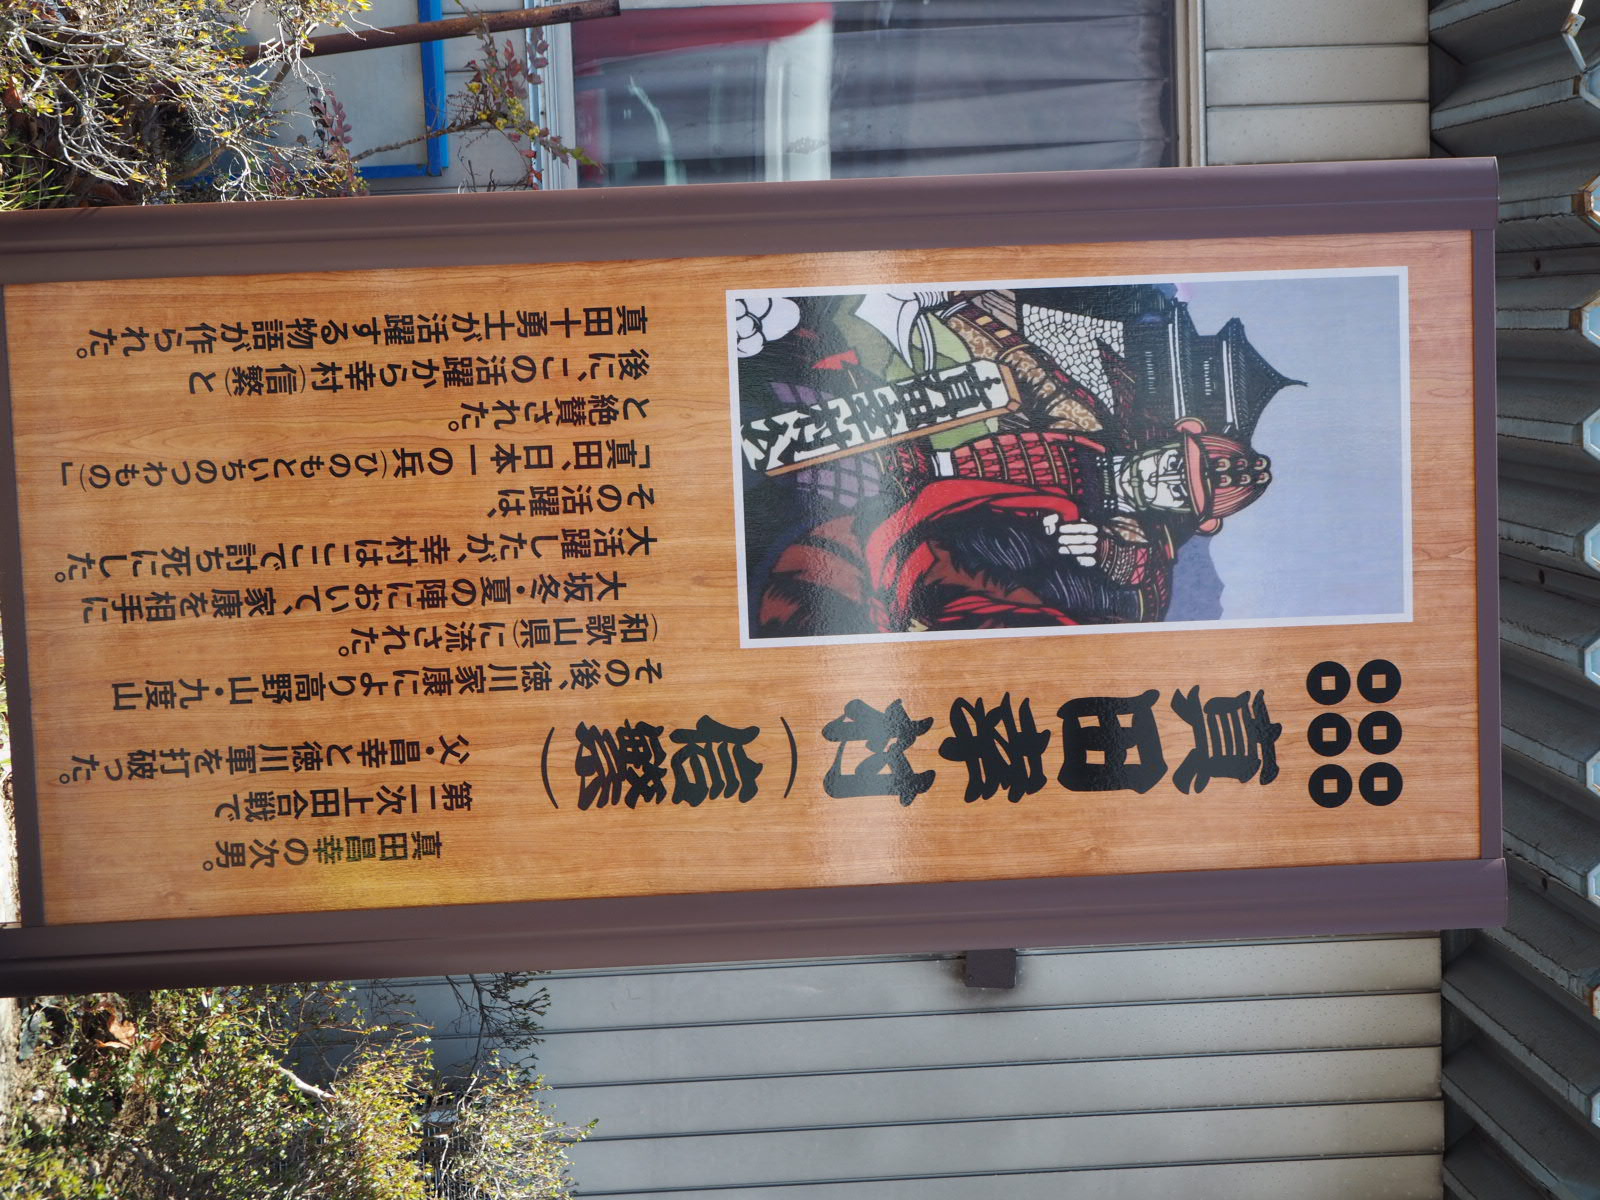 真田幸村(信繁)
真田昌幸の次男。
第二次上田合戦で
父・昌幸と徳川軍を打破った。
その後、徳川家康により高野山・九度山
(和歌山県)に流された。
大坂冬・夏の陣において、家康を相手に
大活躍したが、幸村はここで討ち死にした。
その活躍は、
「真田、日本一の兵(ひのもといちのつわもの)」
と絶賛された。
後に、この活躍から幸村(信繁)と
真田十勇士が活躍する物語が作られた。
真田幸村公